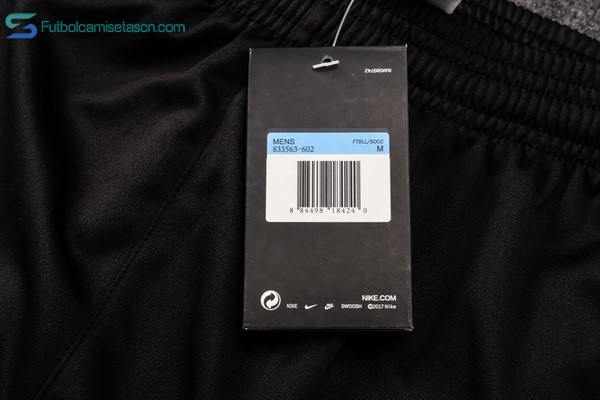 Futbolcamisetason.com
MENS FTBLL/SOCC
833563-602 M
8 84498 18424 0
NIKE.COM
NIKE SWOOSH ©2017 Nike